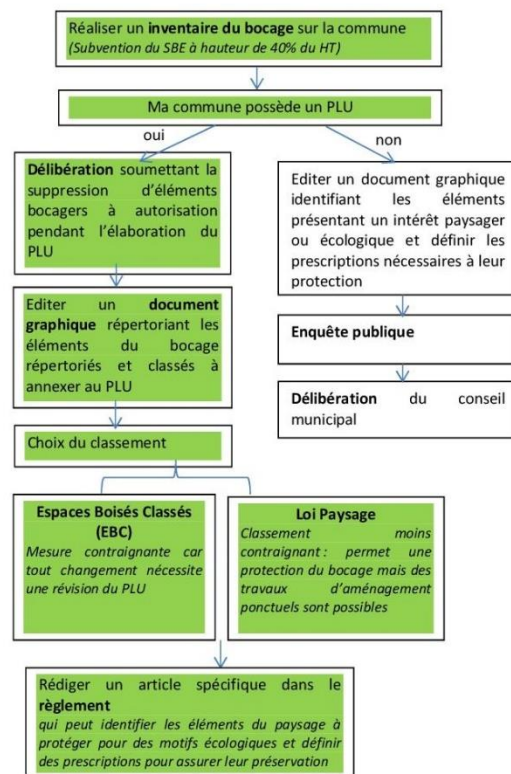 Réaliser un inventaire du bocage sur la commune
(Subvention du SBE à hauteur de 40% du HT)
Ma commune possède un PLU
oui
non
Délibération soumettant la
suppression d'éléments
bocagers à autorisation
pendant l'élaboration du
PLU
Editer un document graphique
identifiant les éléments
présentant un intérêt paysager
ou écologique et définir les
prescriptions nécessaires à leur
protection
Editer un document
graphique répertoriant les
éléments du bocage
répertoriés et classés à
annexer au PLU
Enquête publique
Délibération du conseil
municipal
Choix du classement
Espaces Boisés Classés
(EBC)
Mesure contraignante car
tout changement nécessite
une révision du PLU
Loi Paysage
Classement moins
contraignant : permet une
protection du bocage mais des
travaux d'aménagement
ponctuels sont possibles
Rédiger un article spécifique dans le
règlement
qui peut identifier les éléments du paysage à
protéger pour des motifs écologiques et définir
des prescriptions pour assurer leur préservation